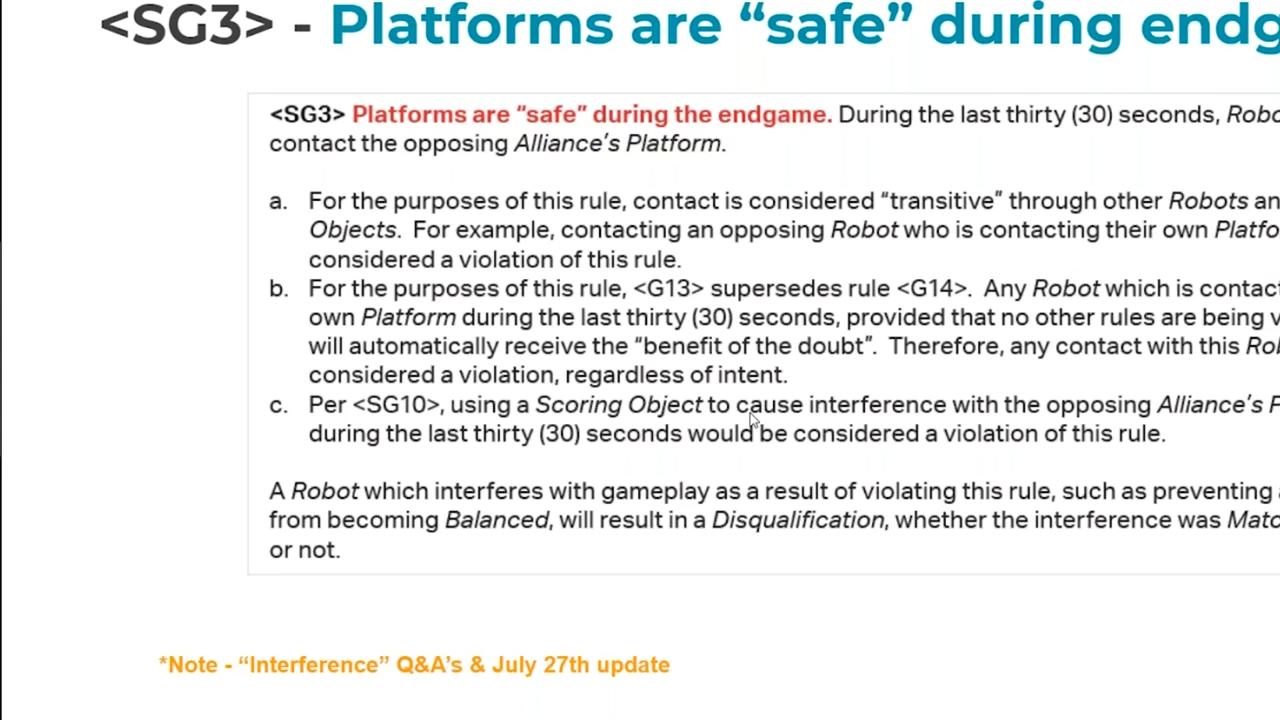 <SG3> - Platforms are “safe” during endg
<SG3> Platforms are “safe” during the endgame. During the last thirty (30) seconds, Robo
contact the opposing Alliance’s Platform.
a. For the purposes of this rule, contact is considered “transitive” through other Robots an
Objects. For example, contacting an opposing Robot who is contacting their own Platfo
considered a violation of this rule.
b. For the purposes of this rule, <G13> supersedes rule <G14>. Any Robot which is contac
own Platform during the last thirty (30) seconds, provided that no other rules are being v
will automatically receive the “benefit of the doubt”. Therefore, any contact with this Rob
considered a violation, regardless of intent.
c. Per <SG10>, using a Scoring Object to cause interference with the opposing Alliance’s P
during the last thirty (30) seconds would be considered a violation of this rule.
A Robot which interferes with gameplay as a result of violating this rule, such as preventing
from becoming Balanced, will result in a Disqualification, whether the interference was Matc
or not.
*Note - “Interference” Q&A’s & July 27th update